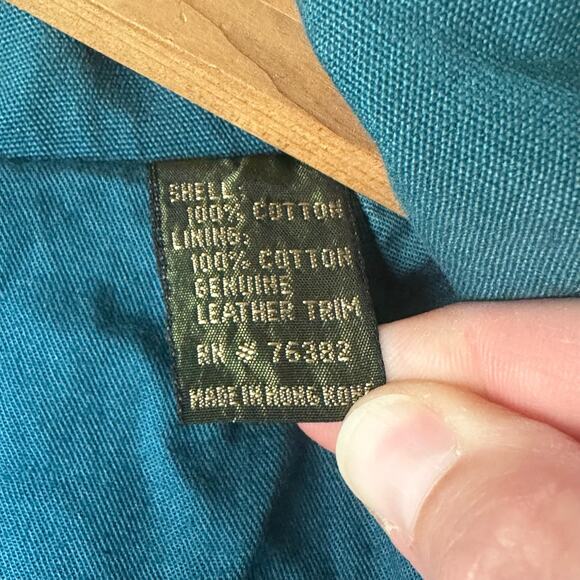 SHELL:
100% COTTON
LINING:
100% COTTON
GENUINE
LEATHER TRIM
RN # 76382
MADE IN HONG KONG